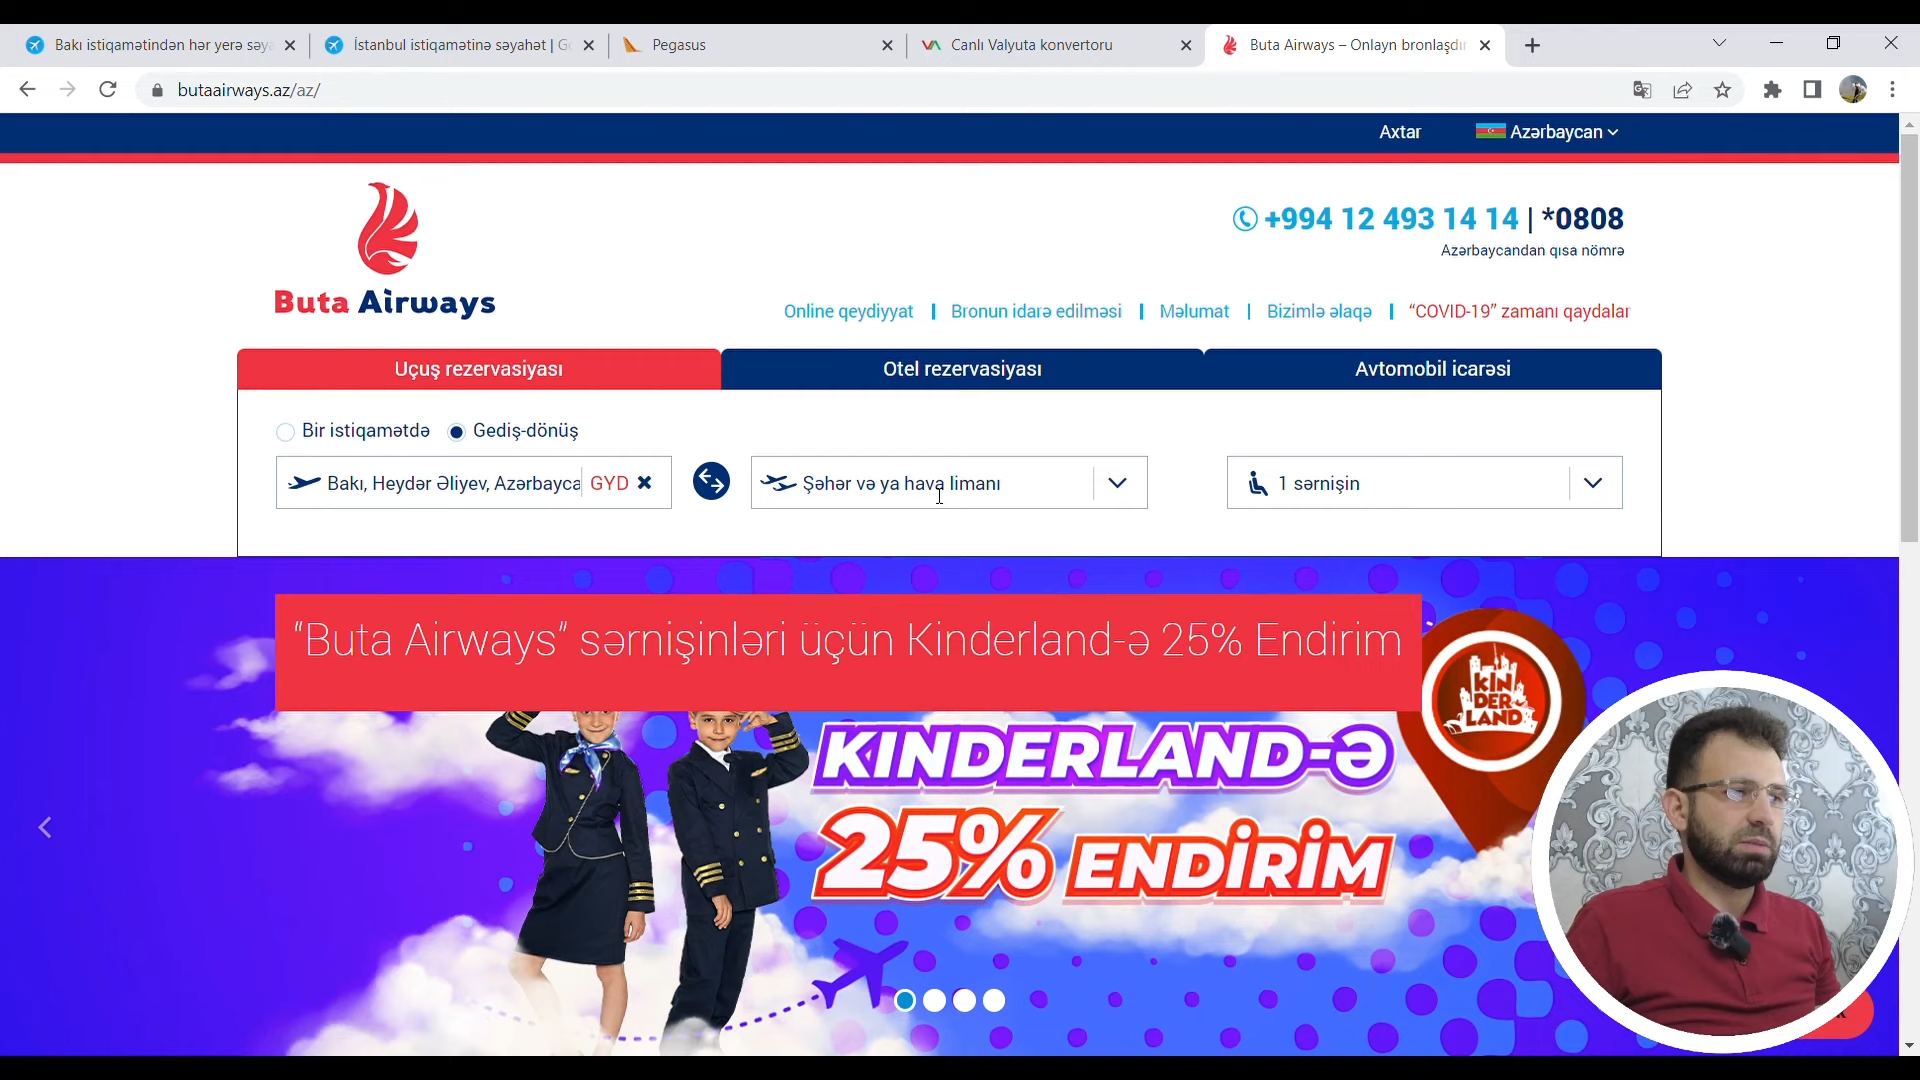 Bakı istiqamətindən hər yerə səya
İstanbul istiqamətinə səyahət | G
Pegasus
Canlı Valyuta konvertoru
Buta Airways – Onlayn bronlaşdır
butaairways.az/az/
Axtar
Azərbaycan
+994 12 493 14 14 | *0808
Azərbaycandan qısa nömrə
Buta Airways
Online qeydiyyat | Bronun idarə edilməsi | Məlumat | Bizimlə əlaqə | “COVID-19” zamanı qaydalar
Uçuş rezervasiyası
Otel rezervasiyası
Avtomobil icarəsi
Bir istiqamətdə
Gediş-dönüş
Bakı, Heydər Əliyev, Azərbayca GYD
Şəhər və ya hava limanı
1 sərnişin
“Buta Airways” sərnişinləri üçün Kinderland-ə 25% Endirim
KIN
DER
LAND
KINDERLAND-Ə
25% ENDİRİM